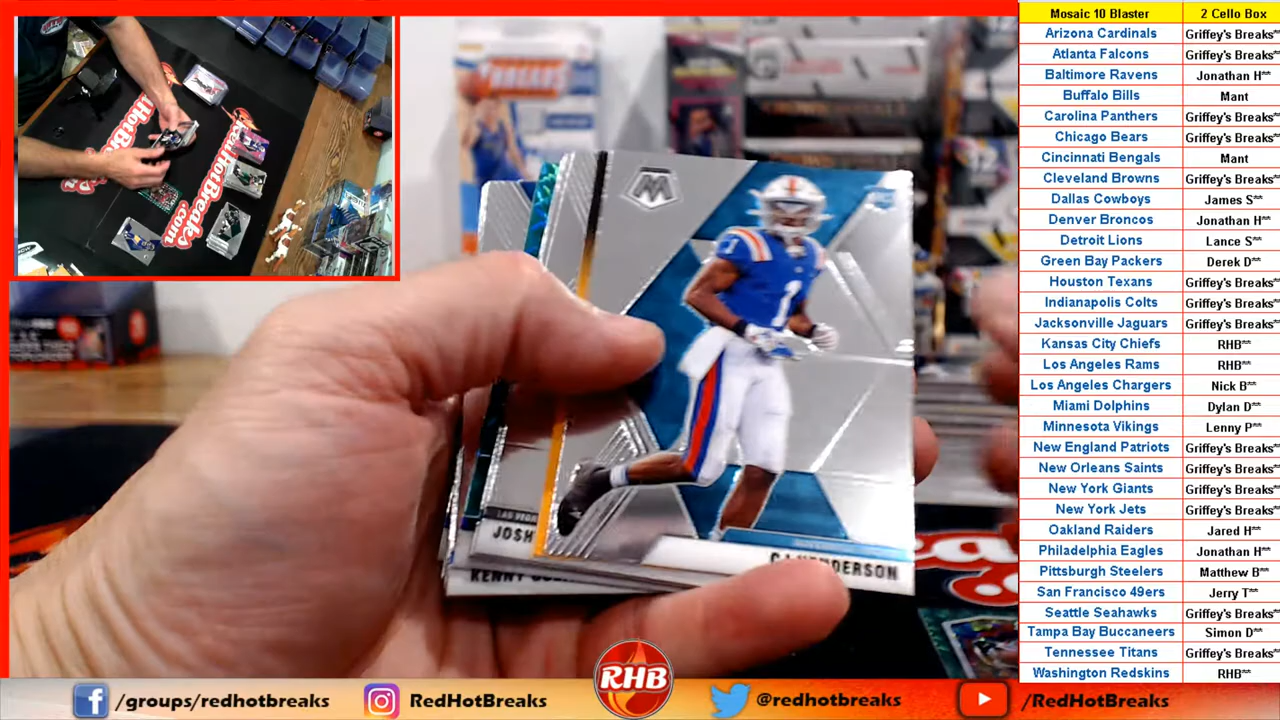 Mosaic 10 Blaster 2 Cello Box
Arizona Cardinals Griffey's Breaks**
Atlanta Falcons Griffey's Breaks**
Baltimore Ravens Jonathan H**
Buffalo Bills Mant
Carolina Panthers Griffey's Breaks**
Chicago Bears Griffey's Breaks**
Cincinnati Bengals Mant
Cleveland Browns Griffey's Breaks**
Dallas Cowboys James S**
Denver Broncos Jonathan H**
Detroit Lions Lance S**
Green Bay Packers Derek D**
Houston Texans Griffey's Breaks**
Indianapolis Colts Griffey's Breaks**
Jacksonville Jaguars Griffey's Breaks**
Kansas City Chiefs RHB**
Los Angeles Rams RHB**
Los Angeles Chargers Nick B**
Miami Dolphins Dylan D**
Minnesota Vikings Lenny P**
New England Patriots Griffey's Breaks**
New Orleans Saints Griffey's Breaks**
New York Giants Griffey's Breaks**
New York Jets Griffey's Breaks**
Oakland Raiders Jared H**
Philadelphia Eagles Jonathan H**
Pittsburgh Steelers Matthew B**
San Francisco 49ers Jerry T**
Seattle Seahawks Griffey's Breaks**
Tampa Bay Buccaneers Simon D**
Tennessee Titans Griffey's Breaks**
Washington Redskins RHB**
HotBreaks.com
M
1
JOSH
KENNY
/groups/redhotbreaks
RedHotBreaks
RHB
@redhotbreaks
/RedHotBreaks